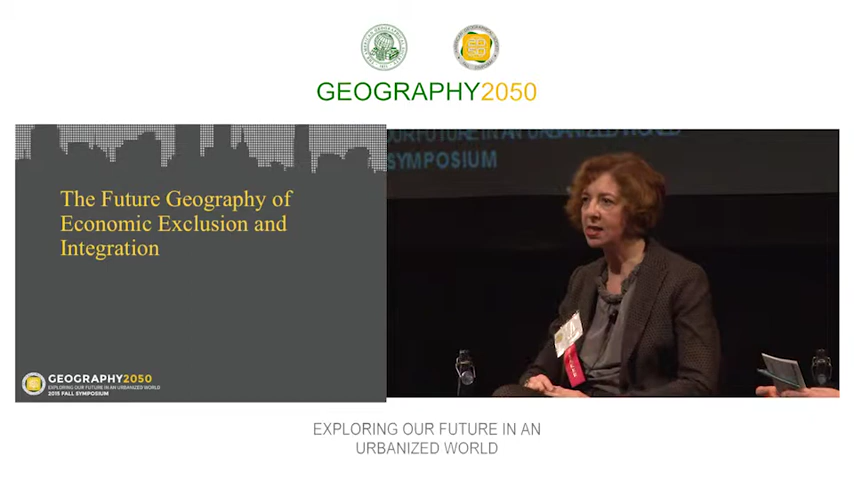 GEOGRAPHY2050
The Future Geography of
Economic Exclusion and
Integration
GEOGRAPHY2050
EXPLORING OUR FUTURE IN AN URBANIZED WORLD
2015 FALL SYMPOSIUM
OUR FUTURE IN AN URBANIZED WORLD
SYMPOSIUM
EXPLORING OUR FUTURE IN AN
URBANIZED WORLD